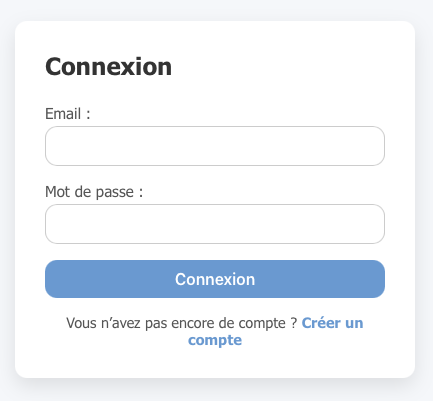 Connexion
Email :
Mot de passe :
Connexion
Vous n’avez pas encore de compte ? Créer un
compte